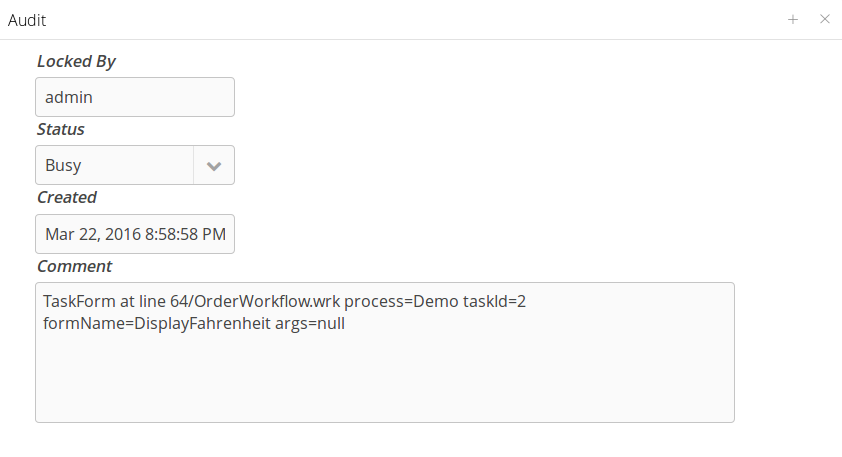 Audit
Locked By
admin
Status
Busy
Created
Mar 22, 2016 8:58:58 PM
Comment
TaskForm at line 64/OrderWorkflow.wrk process=Demo taskId=2
formName=DisplayFahrenheit args=null